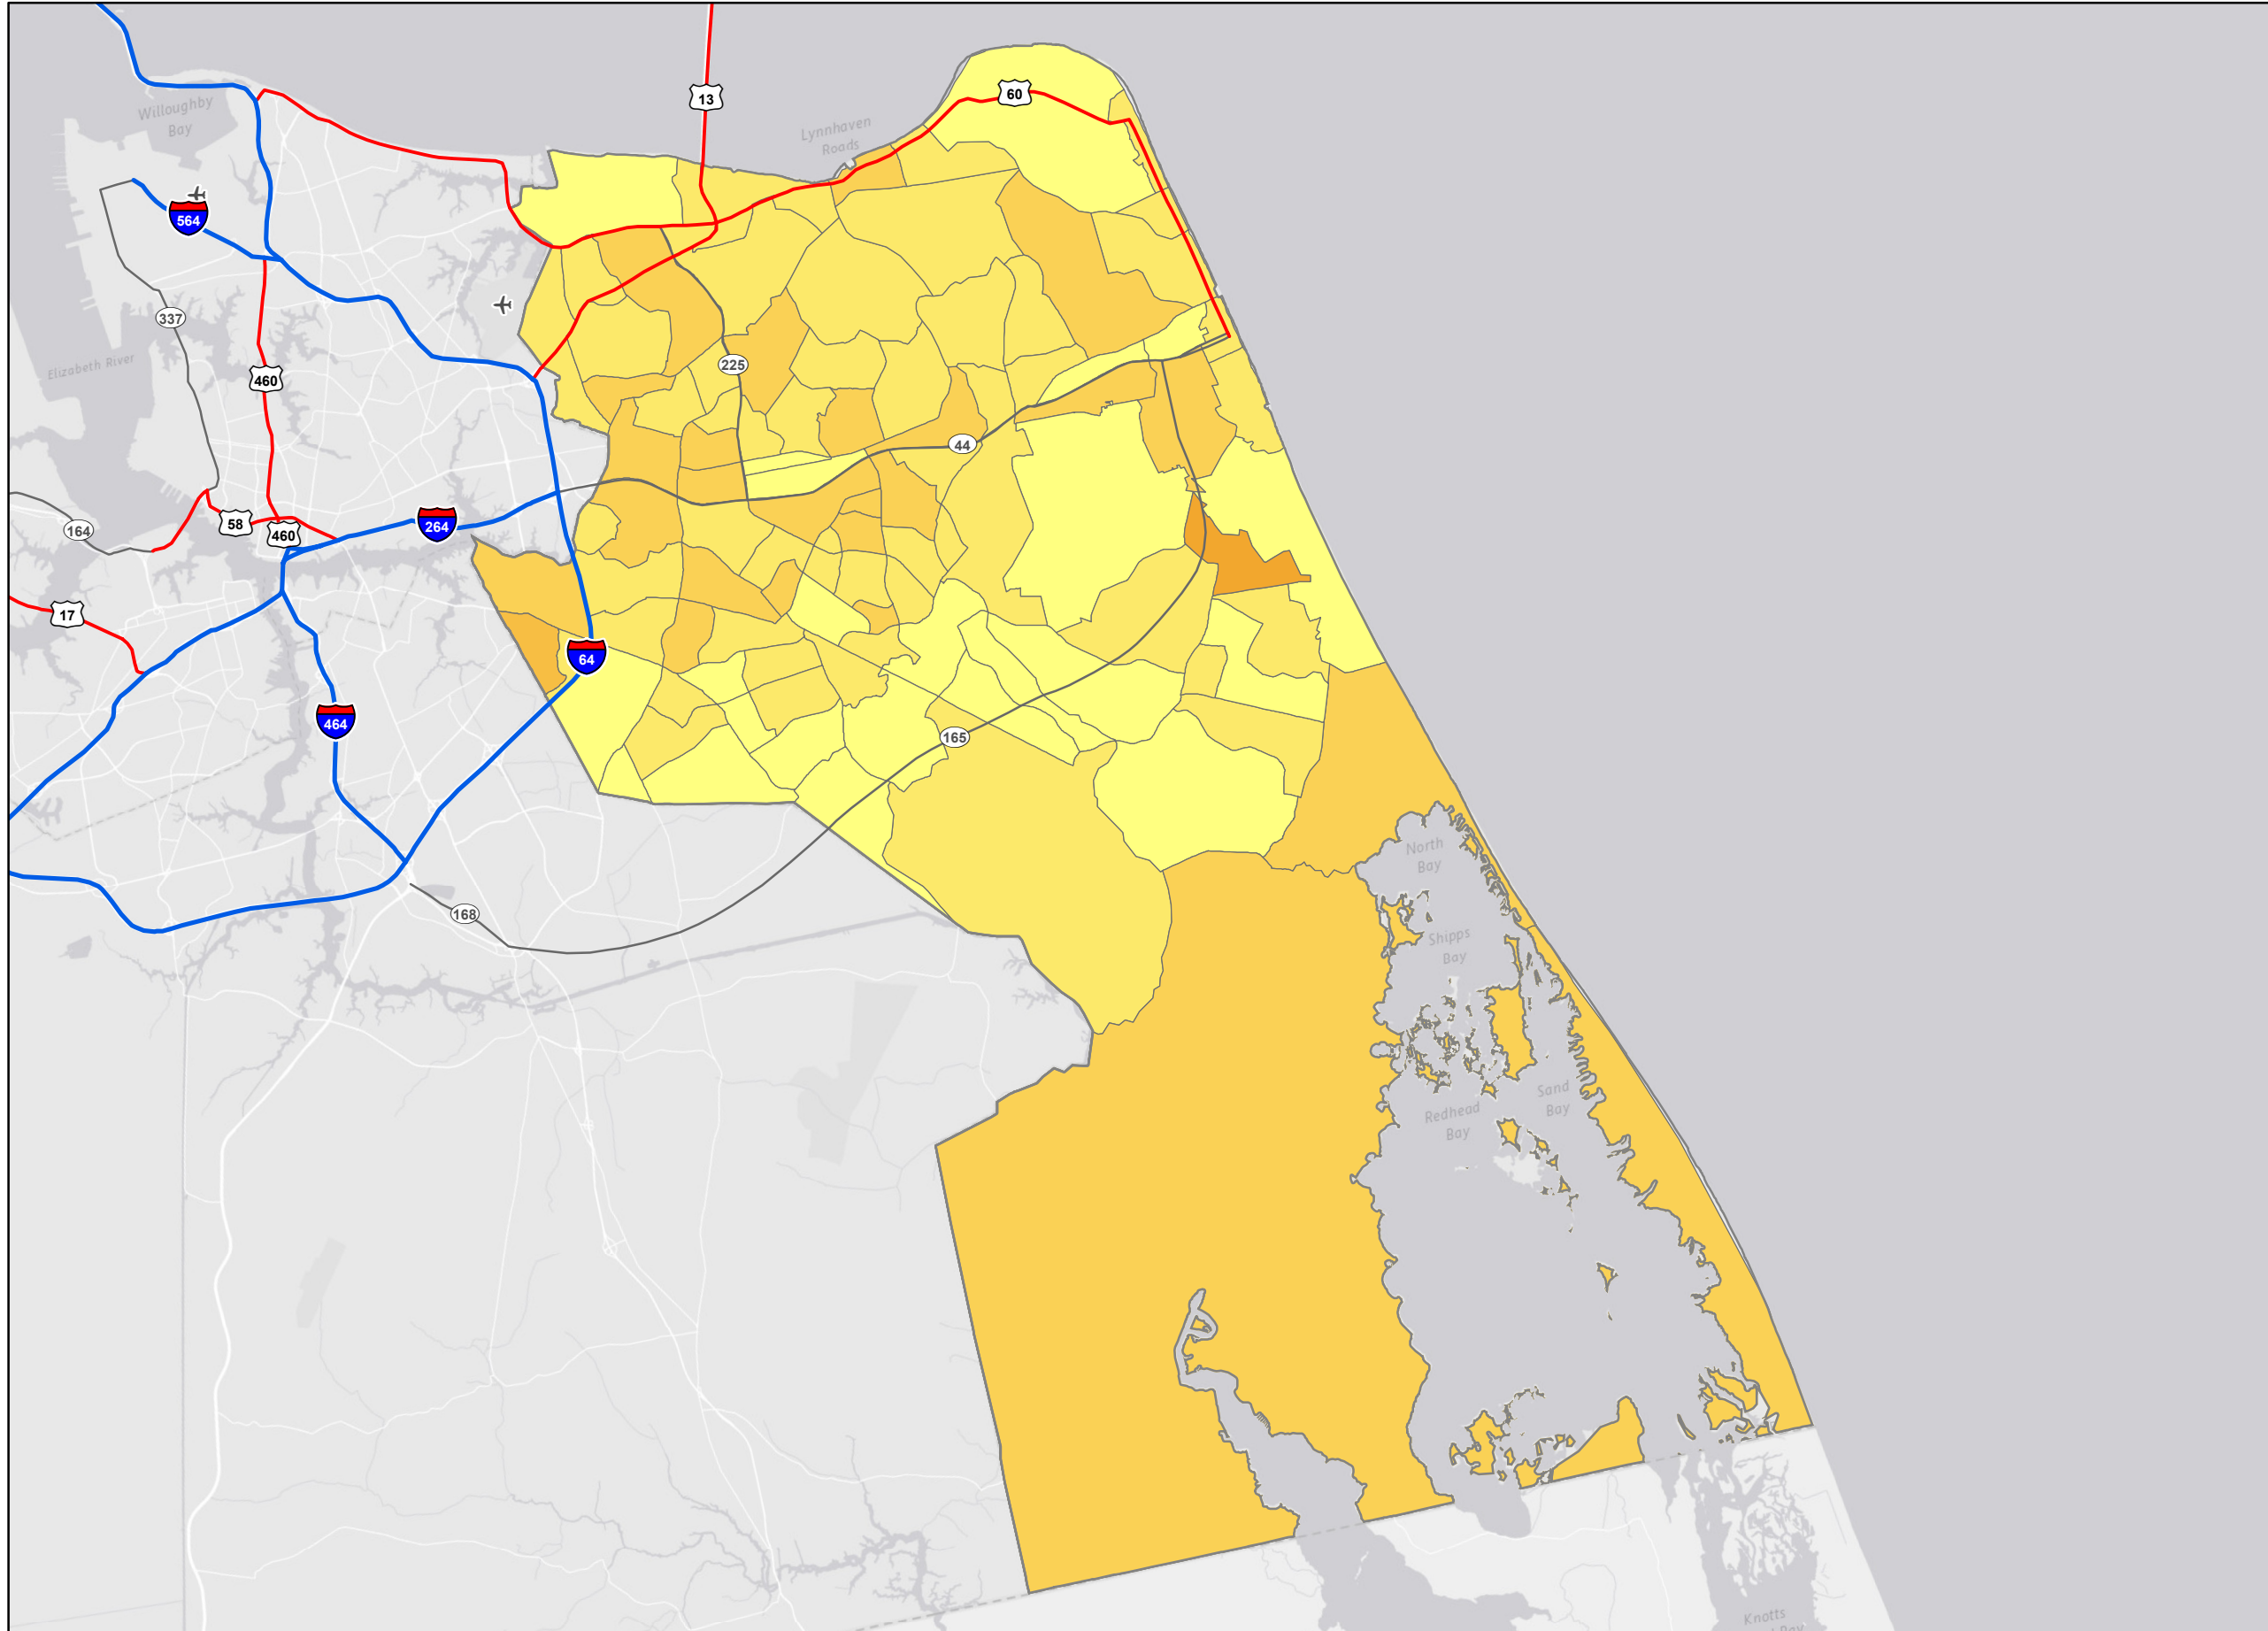 Willoughby
Bay
13
60
Lynnhaven
Roads
564
337
225
Elizabeth River
460
44
264
58
460
164
17
64
464
165
North
Bay
168
Shipps
Bay
Sand
Bay
Redhead
Bay
Knotts